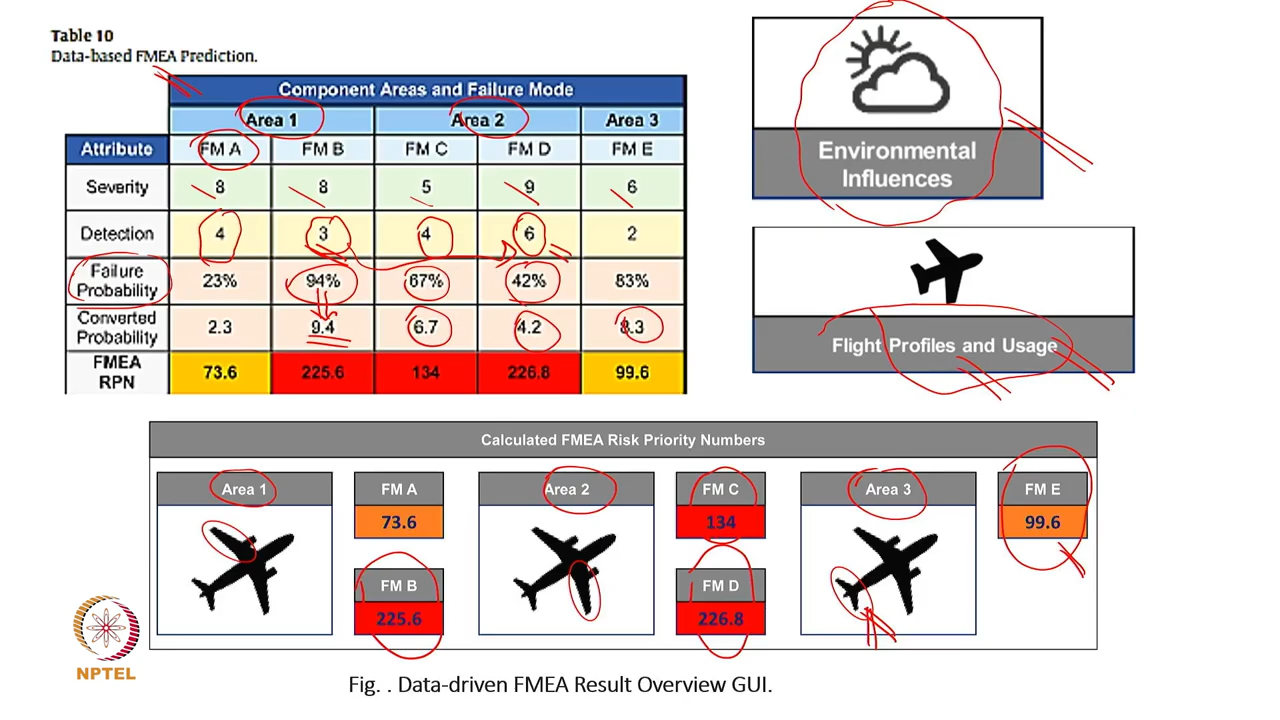 Table 10
Data-based FMEA Prediction.
Component Areas and Failure Mode
Area 1 Area 2 Area 3
Attribute FM A FM B FM C FM D FM E
Severity 8 8 5 9 6
Detection 4 3 4 6 2
Failure
Probability 23% 94% 67% 42% 83%
Converted
Probability 2.3 9.4 6.7 4.2 8.3
FMEA
RPN 73.6 225.6 134 226.8 99.6
Environmental
Influences
Flight Profiles and Usage
Calculated FMEA Risk Priority Numbers
Area 1 FM A Area 2 FM C Area 3 FM E
73.6 134 99.6
FM B FM D
225.6 226.8
NPTEL
Fig. . Data-driven FMEA Result Overview GUI.